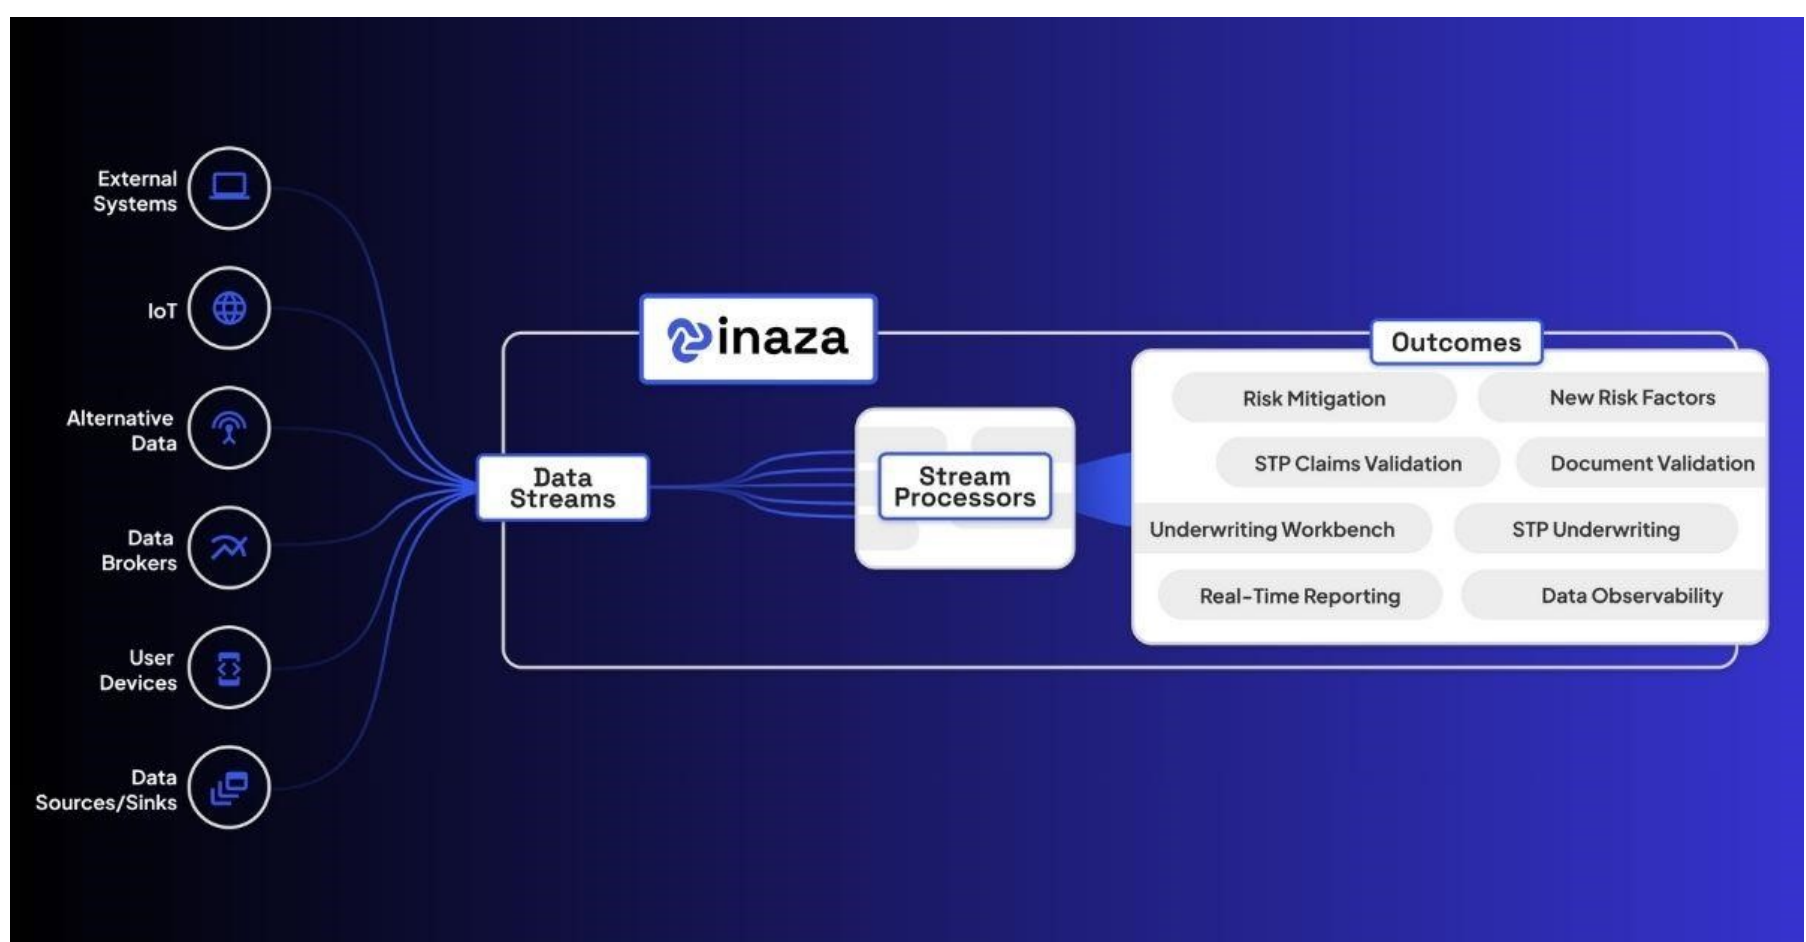 External
Systems
IoT
Alternative
Data
Data
Brokers
User
Devices
Data
Sources/Sinks
Data
Streams
inaza
Stream
Processors
Outcomes
Risk Mitigation
New Risk Factors
STP Claims Validation
Document Validation
Underwriting Workbench
STP Underwriting
Real-Time Reporting
Data Observability